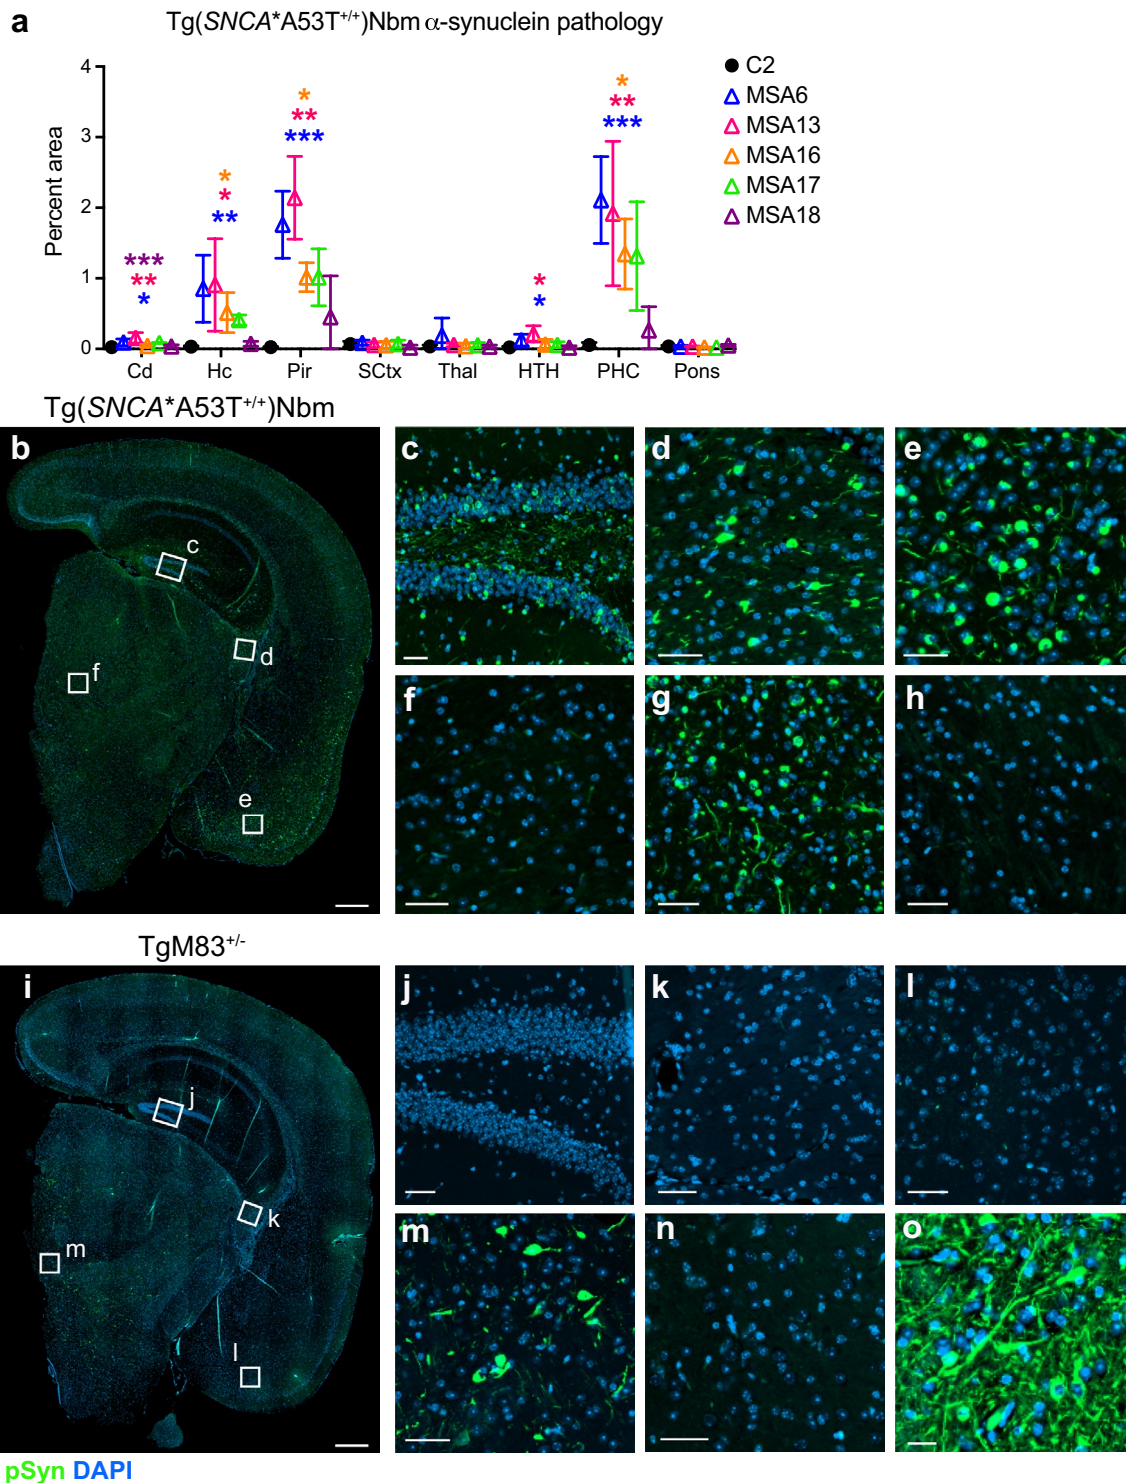 a
Tg(SNCA*A53T+/+)Nbm α-synuclein pathology
Percent area
4
3
2
1
0
* ** ***
* * **
* ** ***
* *
* ** ***
Cd Hc Pir SCtx Thal HTH PHC Pons
C2
MSA6
MSA13
MSA16
MSA17
MSA18
Tg(SNCA*A53T+/+)Nbm
b
c
d
f
e
c
d
e
f
g
h
TgM83+/-
i
j
k
m
l
j
k
l
m
n
o
pSyn DAPI